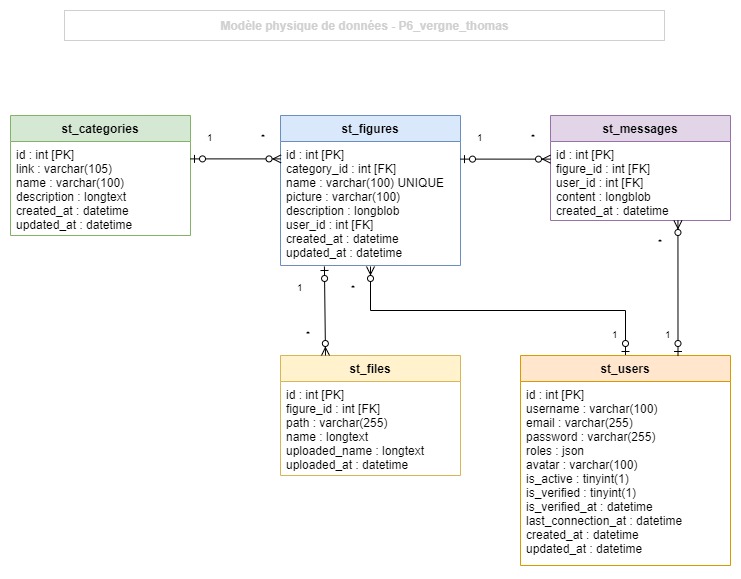 Modèle physique de données - P6_vergne_thomas
st_categories
id : int [PK]
link : varchar(105)
name : varchar(100)
description : longtext
created_at : datetime
updated_at : datetime
1
*
st_figures
id : int [PK]
category_id : int [FK]
name : varchar(100) UNIQUE
picture : varchar(100)
description : longblob
user_id : int [FK]
created_at : datetime
updated_at : datetime
1
*
st_messages
id : int [PK]
figure_id : int [FK]
user_id : int [FK]
content : longblob
created_at : datetime
1
*
*
1
*
1
st_files
id : int [PK]
figure_id : int [FK]
path : varchar(255)
name : longtext
uploaded_name : longtext
uploaded_at : datetime
st_users
id : int [PK]
username : varchar(100)
email : varchar(255)
password : varchar(255)
roles : json
avatar : varchar(100)
is_active : tinyint(1)
is_verified : tinyint(1)
is_verified_at : datetime
last_connection_at : datetime
created_at : datetime
updated_at : datetime